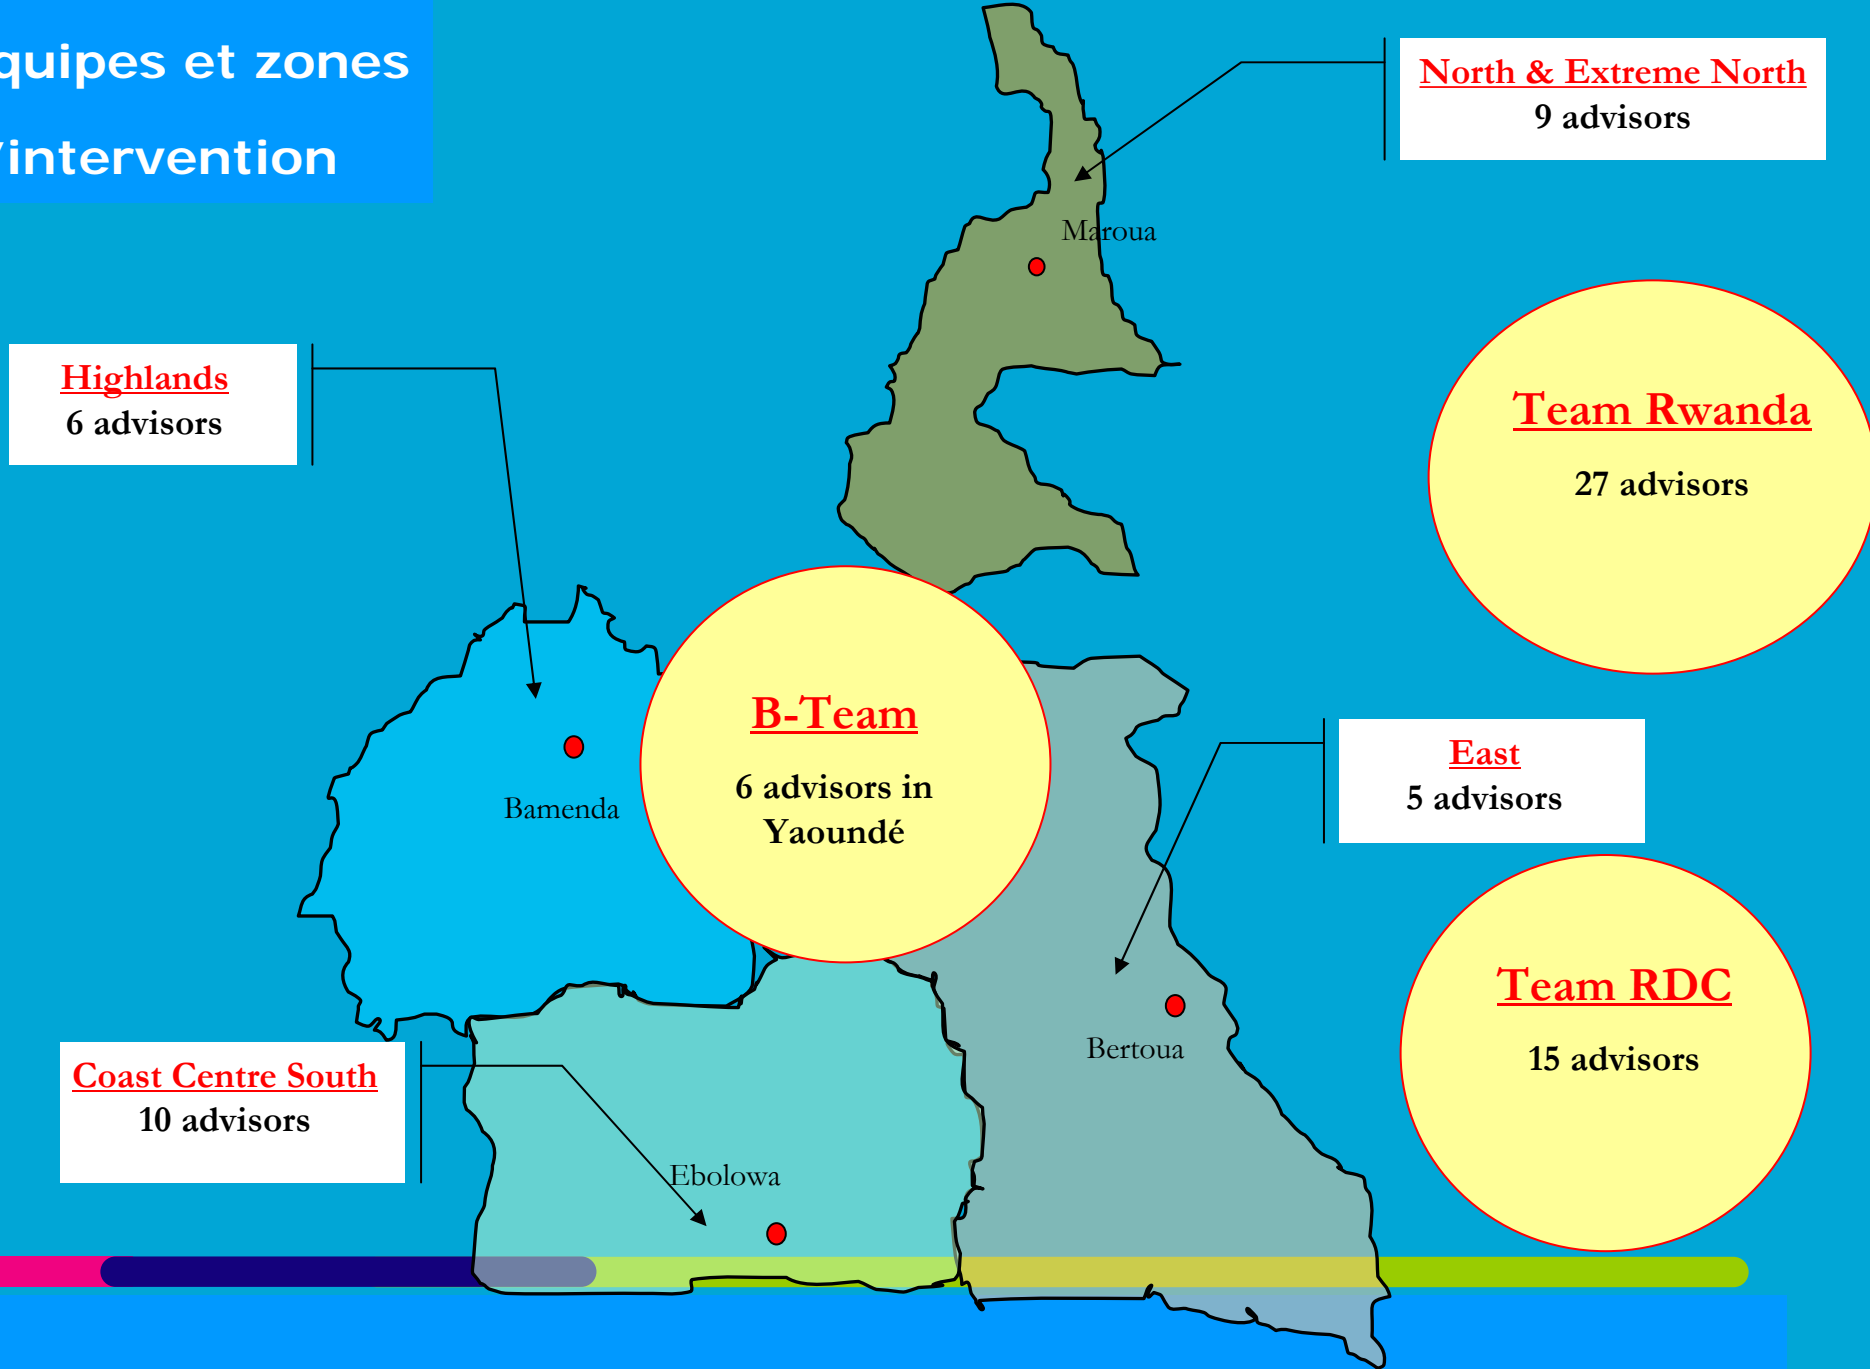 quipes et zones
'intervention
North & Extreme North
9 advisors
Maroua
Highlands
6 advisors
Team Rwanda
27 advisors
B-Team
6 advisors in
Yaoundé
Bamenda
East
5 advisors
Team RDC
15 advisors
Bertoua
Coast Centre South
10 advisors
Ebolowa